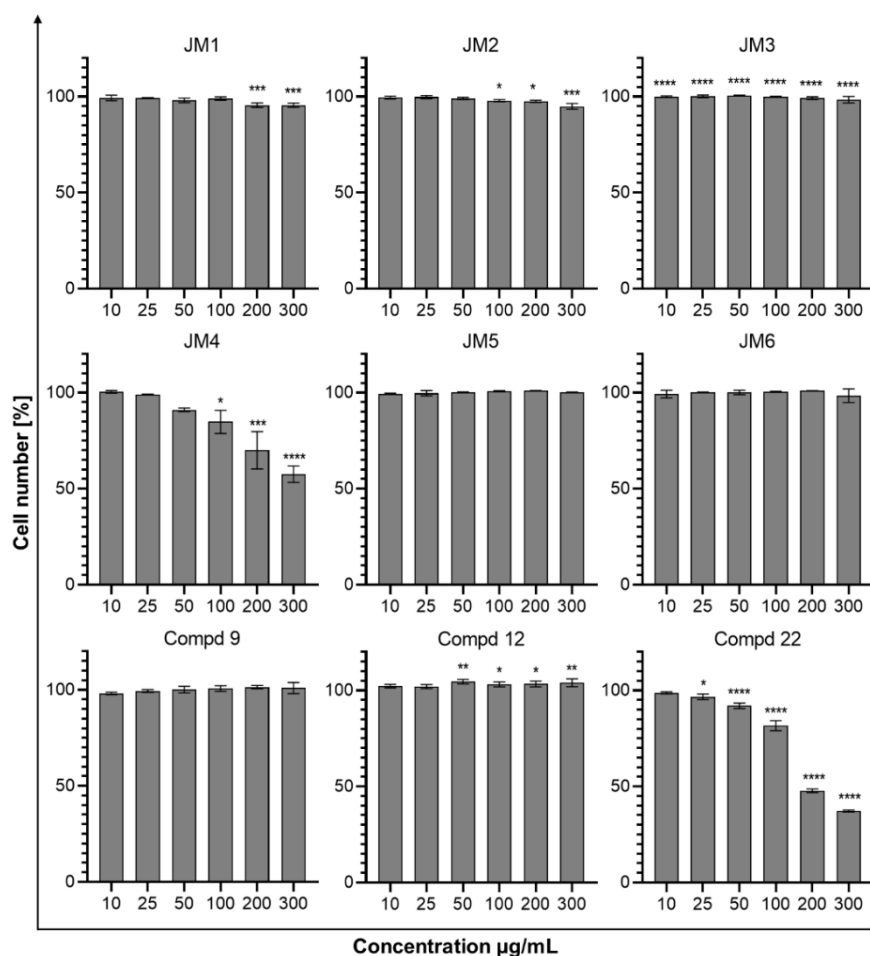 JM1 JM2 JM3
*** *** * * *** **** **** **** **** **** ****
100 100 100
50 50 50
0 0 0
10 25 50 100 200 300 10 25 50 100 200 300 10 25 50 100 200 300
JM4 JM5 JM6
* *** ****
100 100 100
50 50 50
0 0 0
10 25 50 100 200 300 10 25 50 100 200 300 10 25 50 100 200 300
Compd 9 Compd 12 Compd 22
** * * ** * **** **** **** ****
100 100 100
50 50 50
0 0 0
10 25 50 100 200 300 10 25 50 100 200 300 10 25 50 100 200 300
Cell number [%]
Concentration µg/mL